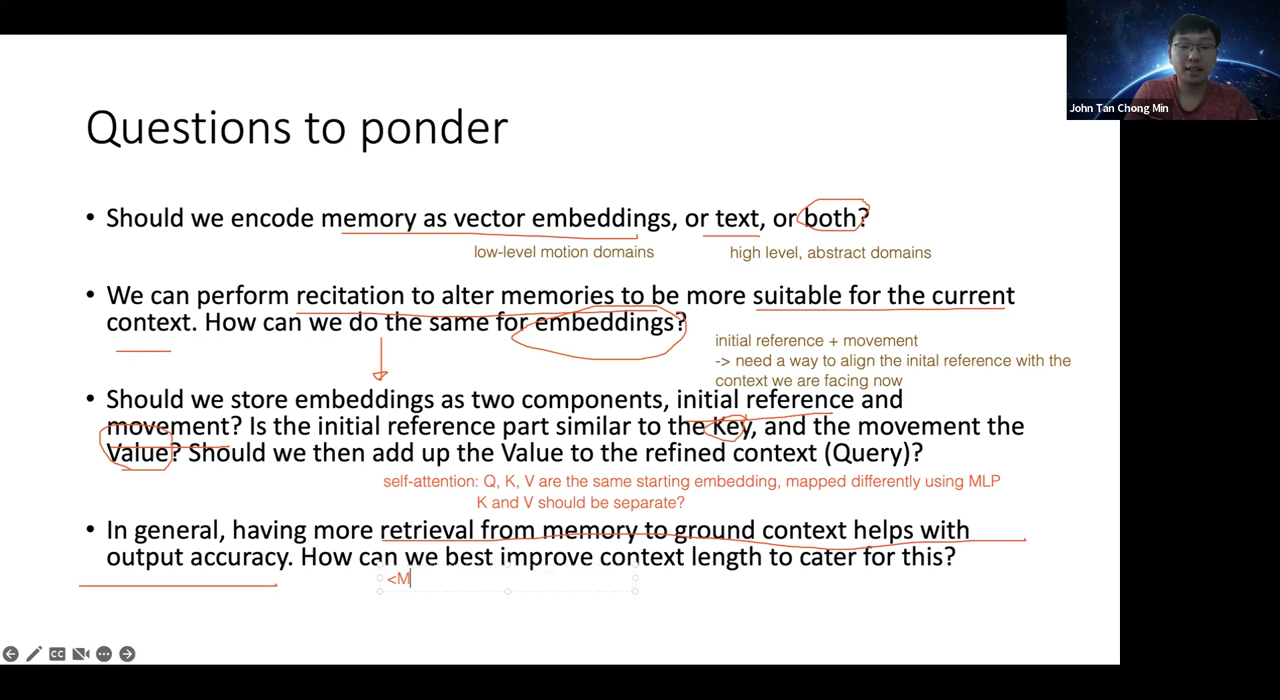 John Tan Chong Min
Questions to ponder
• Should we encode memory as vector embeddings, or text, or both?
low-level motion domains
high level, abstract domains
• We can perform recitation to alter memories to be more suitable for the current
context. How can we do the same for embeddings?
initial reference + movement
-> need a way to align the inital reference with the
context we are facing now
• Should we store embeddings as two components, initial reference and
movement? Is the initial reference part similar to the Key, and the movement the
Value? Should we then add up the Value to the refined context (Query)?
self-attention: Q, K, V are the same starting embedding, mapped differently using MLP
K and V should be separate?
• In general, having more retrieval from memory to ground context helps with
output accuracy. How can we best improve context length to cater for this?
<M
CC